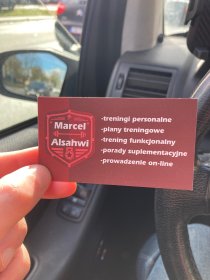 Marcel
Alsahwi
-treningi personalne
-plany treningowe
-trening funkcjonalny
-porady suplementacyjne
-prowadzenie on-line